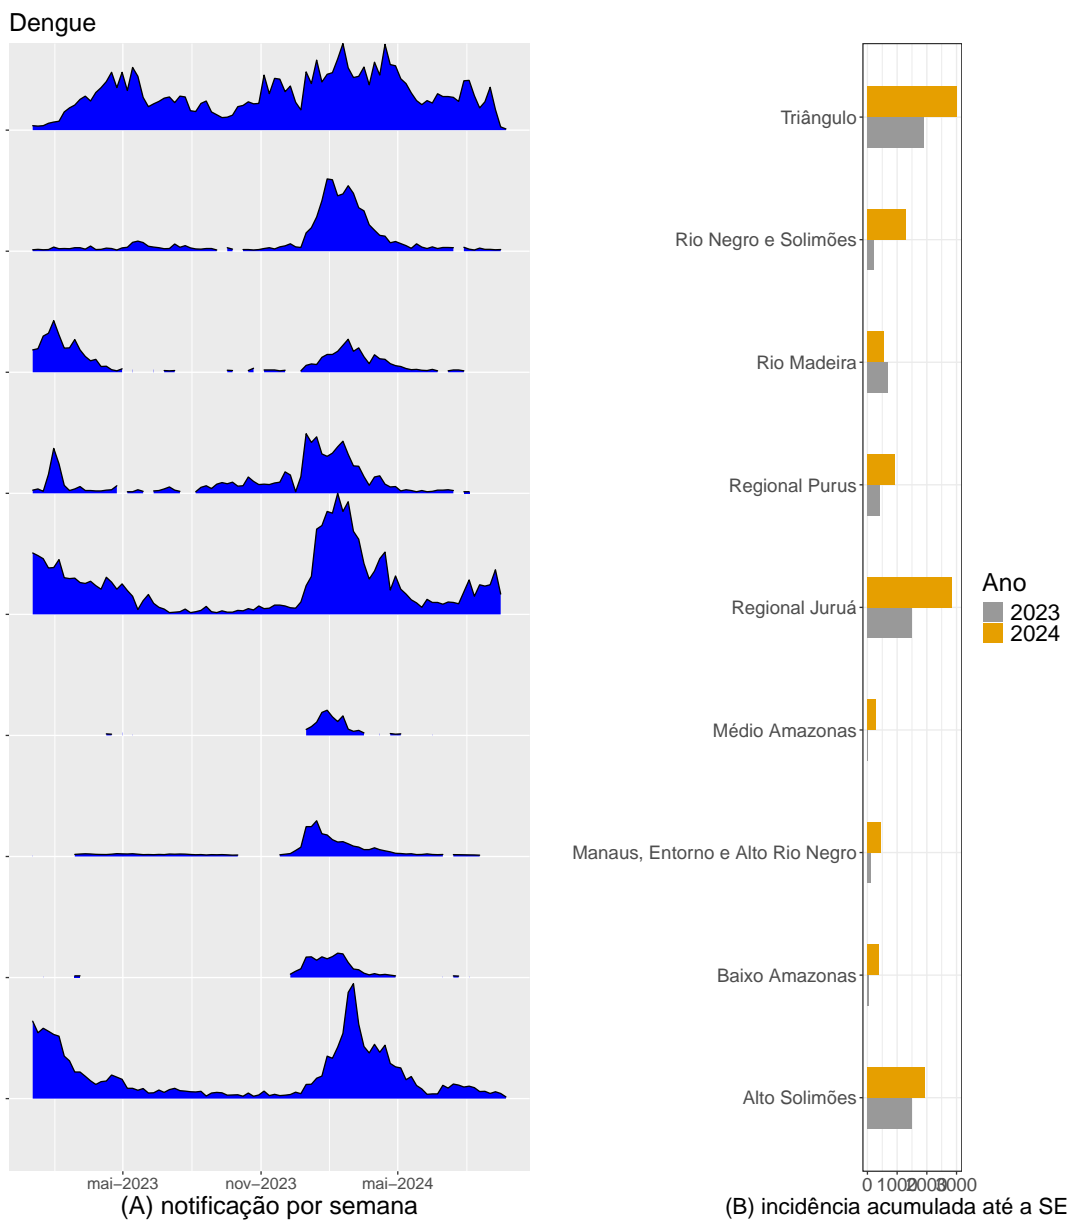 Dengue
Triângulo
Rio Negro e Solimões
Rio Madeira
Regional Purus
Regional Juruá
Médio Amazonas
Manaus, Entorno e Alto Rio Negro
Baixo Amazonas
Alto Solimões
Ano
2023
2024
mai−2023 nov−2023 mai−2024
0 1000 2000 3000
(A) notificação por semana
(B) incidência acumulada até a SE